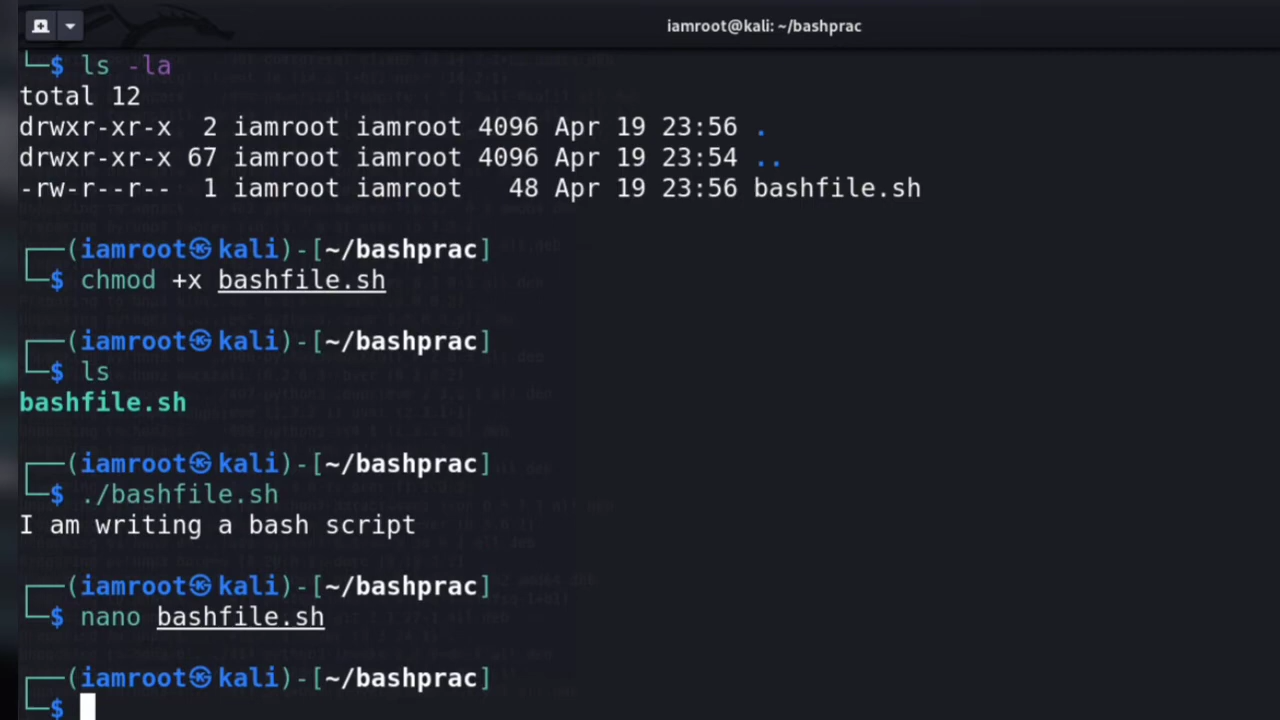 iamroot@kali: ~/bashprac
└─$ ls -la
total 12
drwxr-xr-x  2 iamroot iamroot 4096 Apr 19 23:56 .
drwxr-xr-x 67 iamroot iamroot 4096 Apr 19 23:54 ..
-rw-r--r--  1 iamroot iamroot   48 Apr 19 23:56 bashfile.sh
┌──(iamroot㉿kali)-[~/bashprac]
└─$ chmod +x bashfile.sh
┌──(iamroot㉿kali)-[~/bashprac]
└─$ ls
bashfile.sh
┌──(iamroot㉿kali)-[~/bashprac]
└─$ ./bashfile.sh
I am writing a bash script
┌──(iamroot㉿kali)-[~/bashprac]
└─$ nano bashfile.sh
┌──(iamroot㉿kali)-[~/bashprac]
└─$